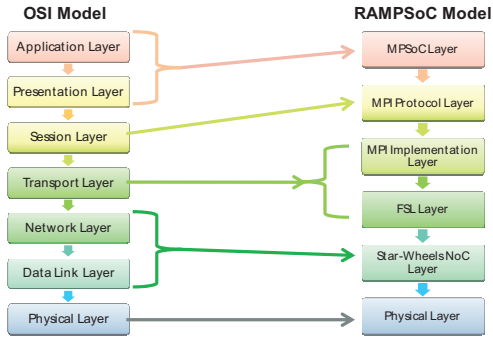 OSI Model
Application Layer
Presentation Layer
Session Layer
Transport Layer
Network Layer
Data Link Layer
Physical Layer
RAMPSoC Model
MPSoC Layer
MPI Protocol Layer
MPI Implementation
Layer
FSL Layer
Star-Wheels NoC
Layer
Physical Layer